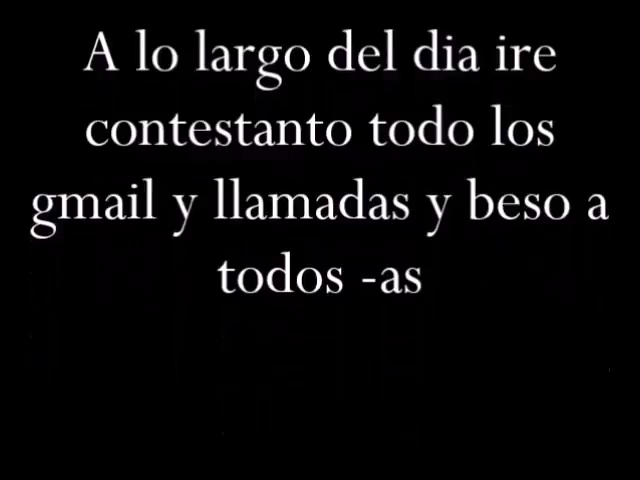 A lo largo del dia ire
contestanto todo los
gmail y llamadas y beso a
todos -as